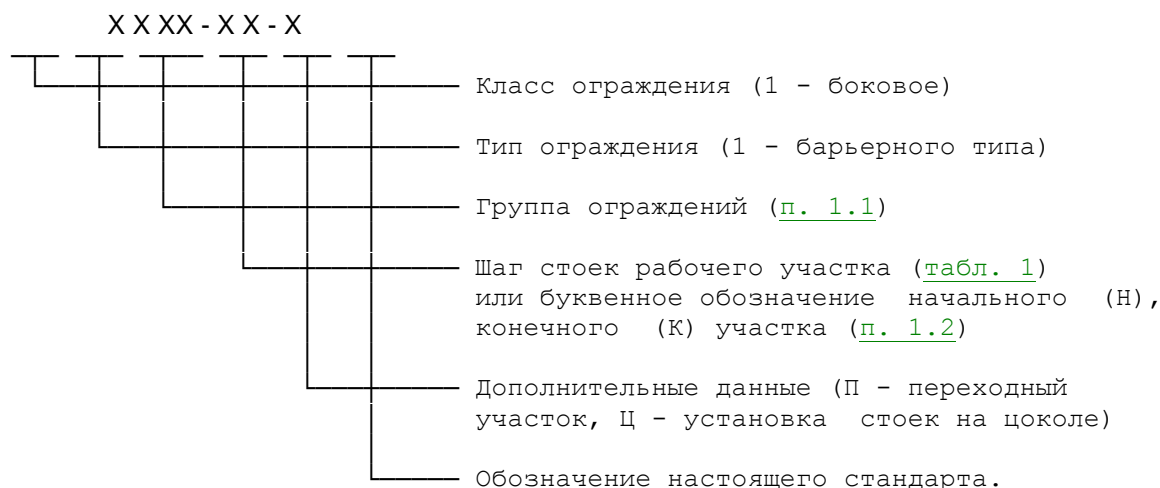 Х Х ХХ - Х Х - Х
Класс ограждения (1 - боковое)
Тип ограждения (1 - барьерного типа)
Группа ограждений (п. 1.1)
Шаг стоек рабочего участка (табл. 1)
или буквенное обозначение начального (Н),
конечного (К) участка (п. 1.2)
Дополнительные данные (П - переходный
участок, Ц - установка стоек на цоколе)
Обозначение настоящего стандарта.